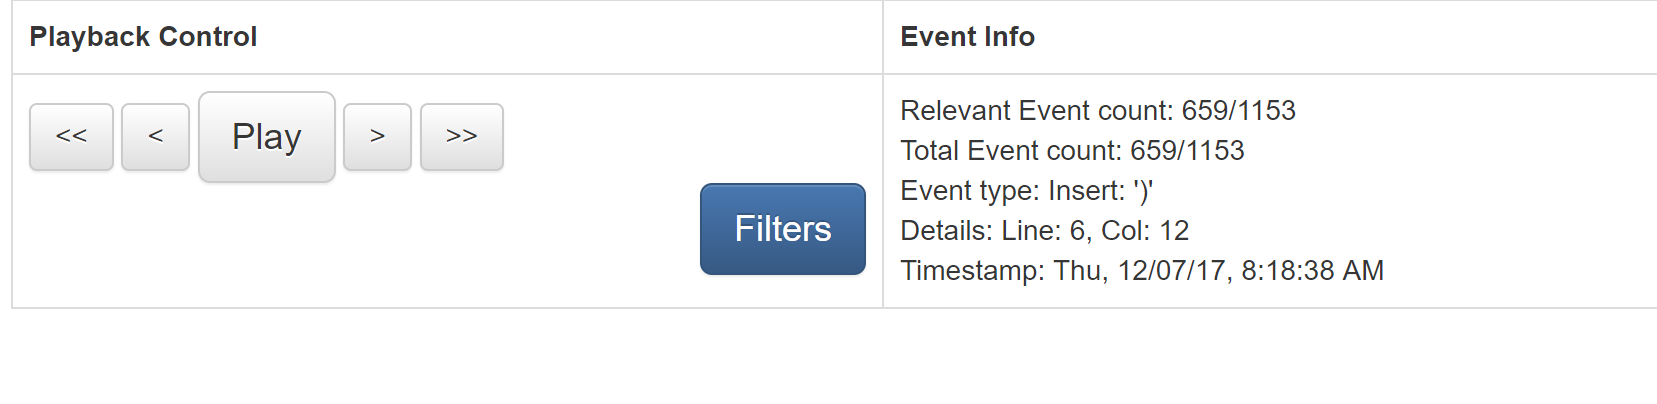 Playback Control
Event Info
<< < Play > >>
Filters
Relevant Event count: 659/1153
Total Event count: 659/1153
Event type: Insert: ')'
Details: Line: 6, Col: 12
Timestamp: Thu, 12/07/17, 8:18:38 AM